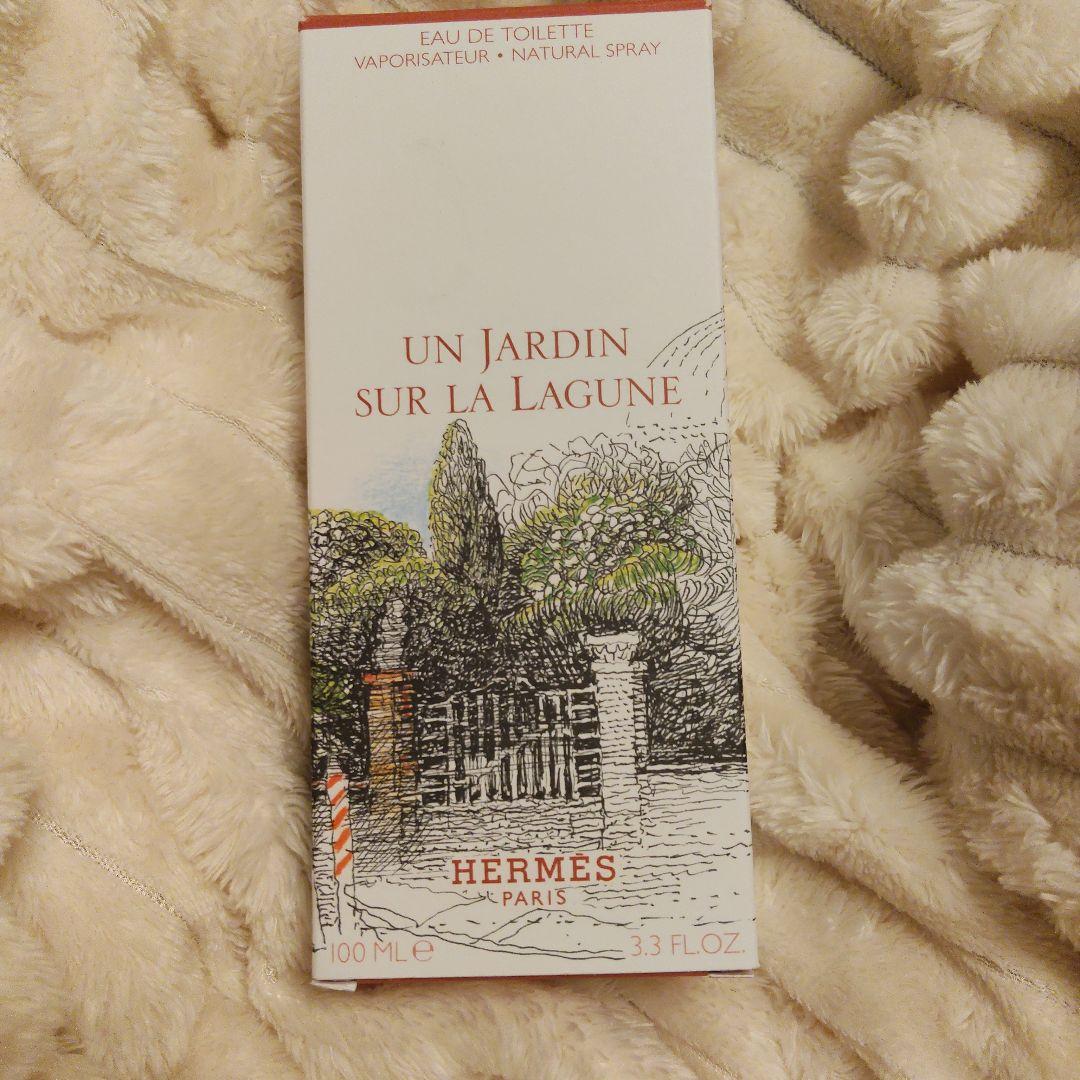 EAU DE TOILETTE
VAPORISATEUR • NATURAL SPRAY
UN JARDIN
SUR LA LAGUNE
HERMÈS
PARIS
100 ML ℮ 3.3 FL.OZ.